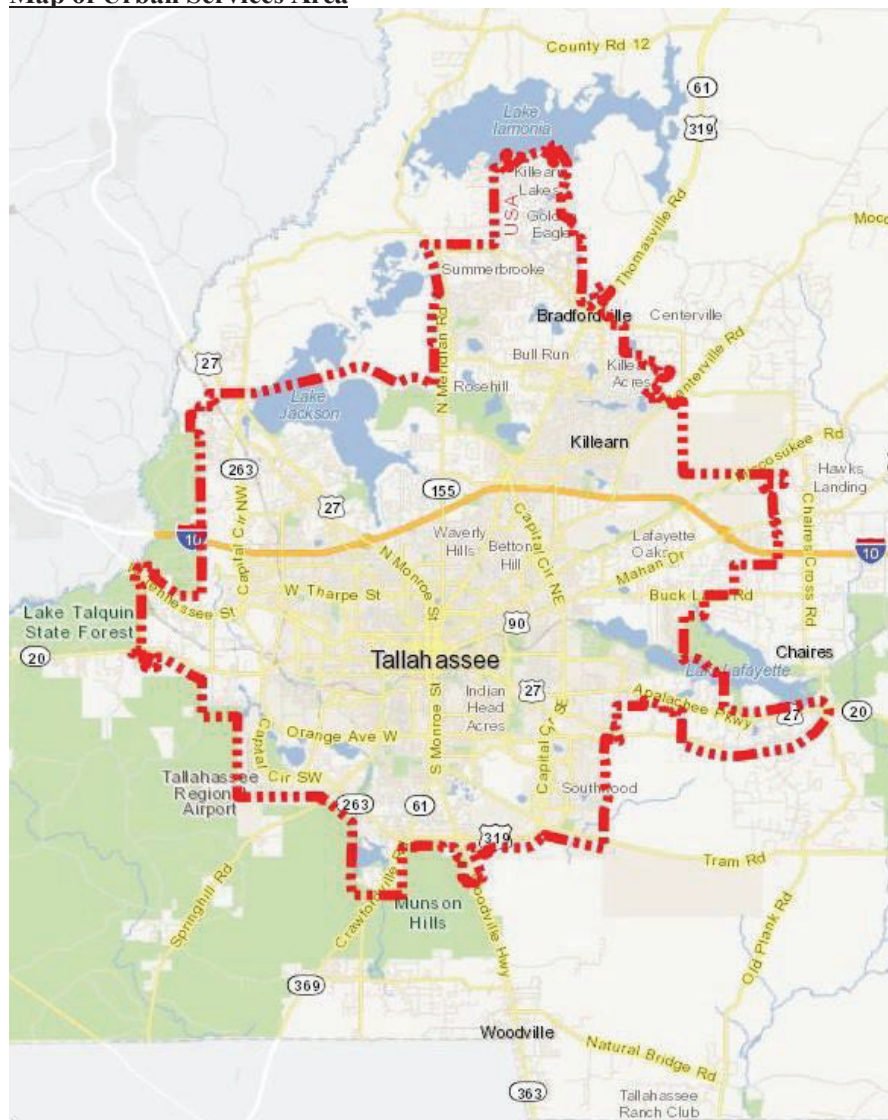 Map of Urban Services Area
County Rd 12
61
319
Lake
Iamonia
Killearn
Lakes
USA
Golden
Eagle
Thomasville Rd
Summerbrooke
N Meridian Rd
Bradfordville
Centerville
27
Bull Run
Killearn
Acres
Centerville Rd
Lake
Jackson
Rosehill
Killearn
Miccosukee Rd
Hawks
Landing
263
155
27
Capital Cir NW
Waverly
Hills
Capital Cir NE
Betton
Hill
Lafayette
Oaks
Chaires Cross Rd
10
10
N Monroe St
Mahan Dr
W Tennessee St
W Tharpe St
Buck Lake Rd
Lake Talquin
State Forest
90
20
Tallahassee
Lake Lafayette
Chaires
Indian
Head
Acres
27
Apalachee Pkwy
27
20
S Monroe St
Capital Cir SE
Orange Ave W
Capital
Cir SW
Tallahassee
Regional
Airport
Southwood
263
61
319
Tram Rd
Springhill Rd
Crawfordville Rd
Munson
Hills
Woodville Hwy
Old Plank Rd
369
Woodville
Natural Bridge Rd
363
Tallahassee
Ranch Club